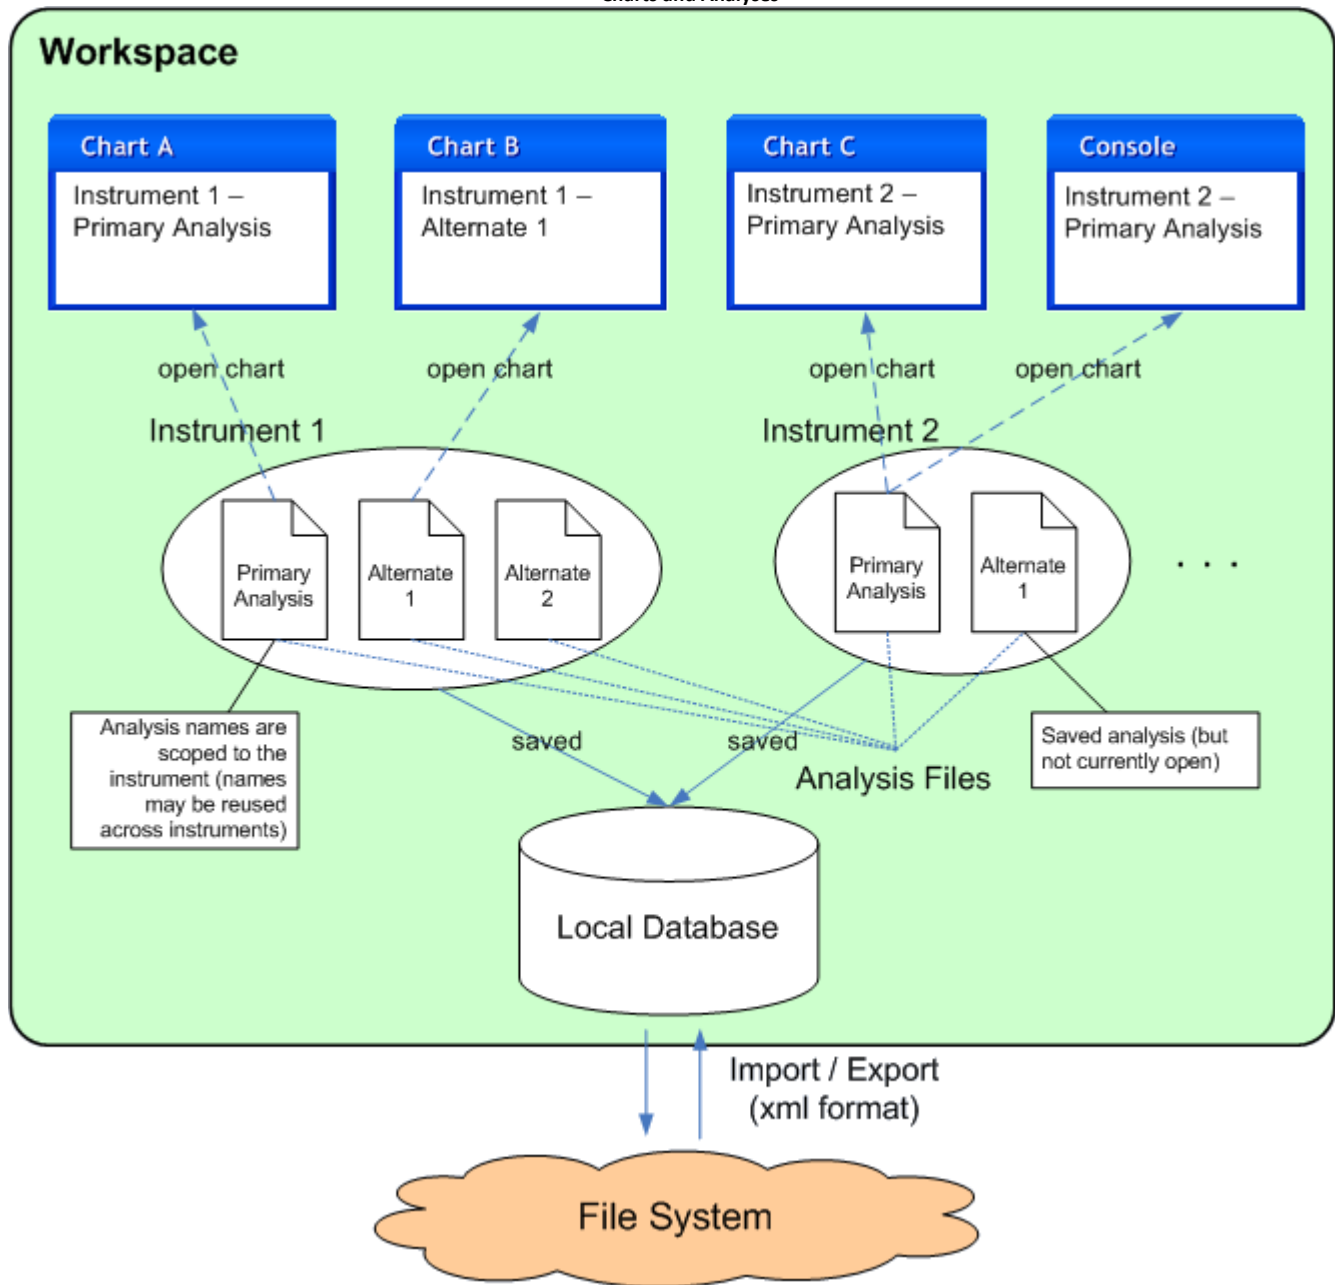 Charts and Analyses
Workspace
Chart A
Instrument 1 –
Primary Analysis
Chart B
Instrument 1 –
Alternate 1
Chart C
Instrument 2 –
Primary Analysis
Console
Instrument 2 –
Primary Analysis
open chart
open chart
open chart
open chart
Instrument 1
Instrument 2
Primary
Analysis
Alternate
1
Alternate
2
Primary
Analysis
Alternate
1
. . .
Analysis names are
scoped to the
instrument (names
may be reused
across instruments)
saved
saved
Analysis Files
Saved analysis (but
not currently open)
Local Database
Import / Export
(xml format)
File System